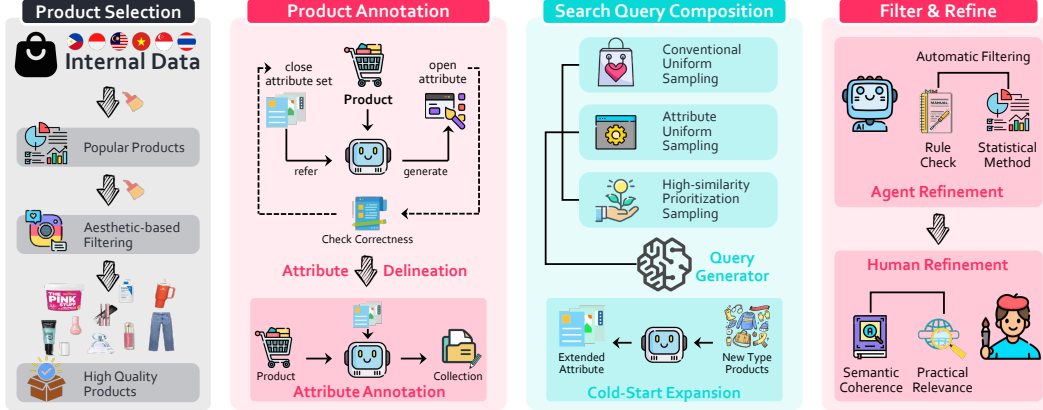 Product Selection
Internal Data
Popular Products
Aesthetic-based
Filtering
THE
PINK
STUFF
High Quality
Products
Product Annotation
close
attribute set
open
attribute
Product
refer
generate
Check Correctness
Attribute
Delineation
Product
Collection
Attribute Annotation
Search Query Composition
Conventional
Uniform
Sampling
Attribute
Uniform
Sampling
High-similarity
Prioritization
Sampling
Query
Generator
Extended
Attribute
New Type
Products
Cold-Start Expansion
Filter & Refine
Automatic Filtering
AI
MANUAL
Rule
Check
Statistical
Method
Agent Refinement
Human Refinement
Semantic
Coherence
Practical
Relevance